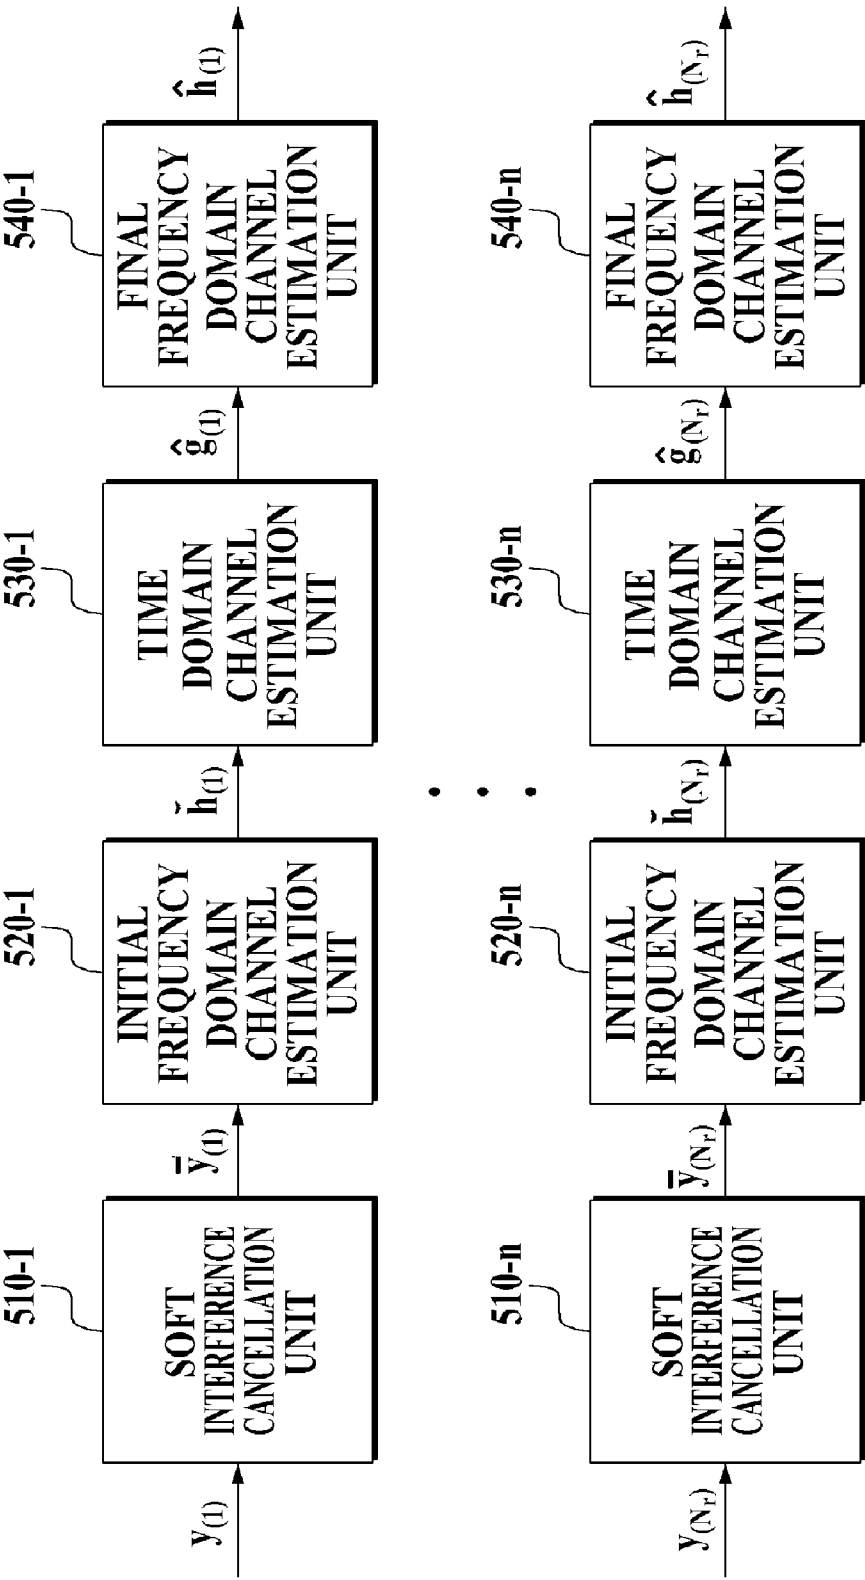 510-1
520-1
530-1
540-1
y(1)
SOFT
INTERFERENCE
CANCELLATION
UNIT
ȳ(1)
INITIAL
FREQUENCY
DOMAIN
CHANNEL
ESTIMATION
UNIT
ȟ(1)
TIME
DOMAIN
CHANNEL
ESTIMATION
UNIT
ĝ(1)
FINAL
FREQUENCY
DOMAIN
CHANNEL
ESTIMATION
UNIT
ĥ(1)
. . .
510-n
520-n
530-n
540-n
y(Nr)
SOFT
INTERFERENCE
CANCELLATION
UNIT
ȳ(Nr)
INITIAL
FREQUENCY
DOMAIN
CHANNEL
ESTIMATION
UNIT
ȟ(Nr)
TIME
DOMAIN
CHANNEL
ESTIMATION
UNIT
ĝ(Nr)
FINAL
FREQUENCY
DOMAIN
CHANNEL
ESTIMATION
UNIT
ĥ(Nr)